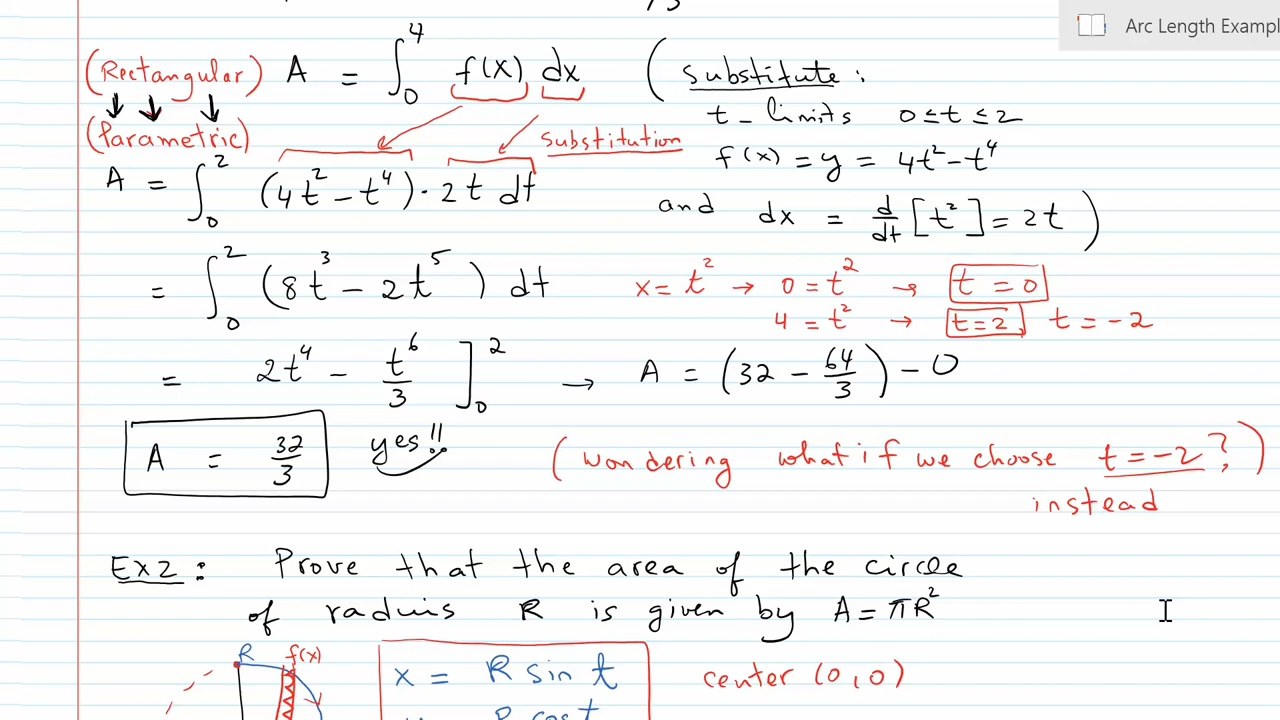 Arc Length Exampl
(Rectangular) A = ∫₀⁴ f(x) dx (substitute:
t - limits 0 ≤ t ≤ 2
(Parametric) substitution
f(x) = y = 4t² - t⁴
A = ∫₀² (4t² - t⁴) · 2t dt
and dx = d/dt [t²] = 2t)
= ∫₀² (8t³ - 2t⁵) dt
x = t² → 0 = t² → t = 0
4 = t² → t = 2, t = -2
= 2t⁴ - t⁶/3 ]₀² → A = (32 - 64/3) - 0
A = 32/3 yes!!
(wondering what if we choose t = -2?)
instead
Ex2: Prove that the area of the circle
of raduis R is given by A = πR²
R f(x)
x = R sin t center (0,0)
R cos t